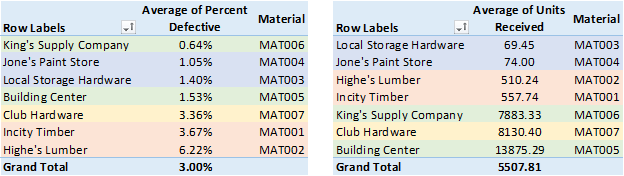 Row Labels Average of Percent Defective Material
King's Supply Company 0.64% MAT006
Jone's Paint Store 1.05% MAT004
Local Storage Hardware 1.40% MAT003
Building Center 1.53% MAT005
Club Hardware 3.36% MAT007
Incity Timber 3.67% MAT001
Highe's Lumber 6.22% MAT002
Grand Total 3.00%
Row Labels Average of Units Received Material
Local Storage Hardware 69.45 MAT003
Jone's Paint Store 74.00 MAT004
Highe's Lumber 510.24 MAT002
Incity Timber 557.74 MAT001
King's Supply Company 7883.33 MAT006
Club Hardware 8130.40 MAT007
Building Center 13875.29 MAT005
Grand Total 5507.81